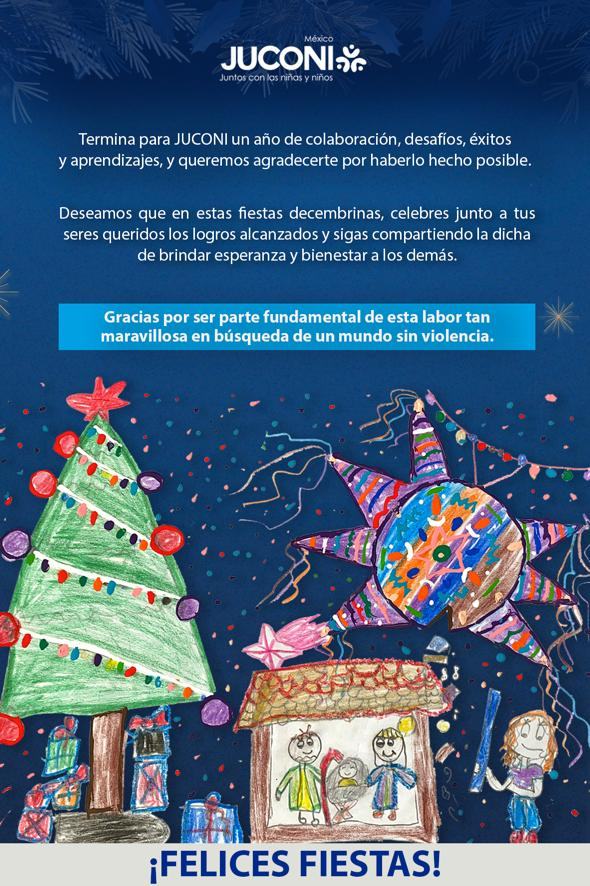 México
JUCONI
Juntos con las niñas y niños
Termina para JUCONI un año de colaboración, desafíos, éxitos
y aprendizajes, y queremos agradecerte por haberlo hecho posible.
Deseamos que en estas fiestas decembrinas, celebres junto a tus
seres queridos los logros alcanzados y sigas compartiendo la dicha
de brindar esperanza y bienestar a los demás.
Gracias por ser parte fundamental de esta labor tan
maravillosa en búsqueda de un mundo sin violencia.
¡FELICES FIESTAS!